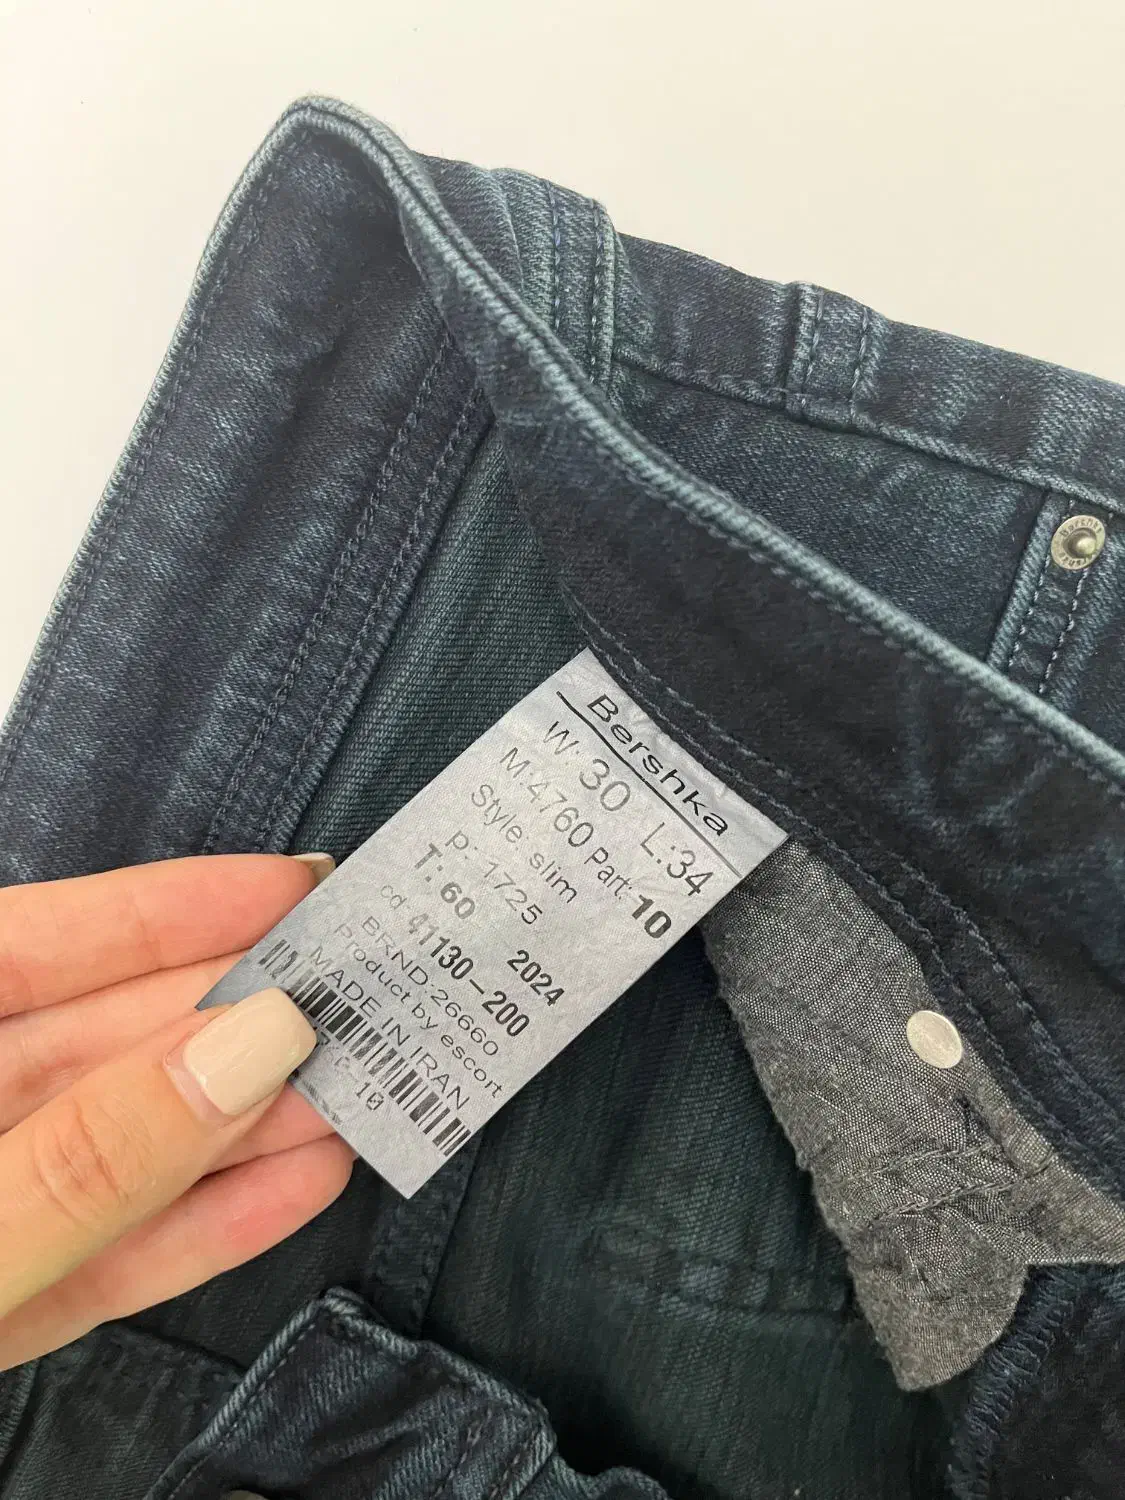 Bershka
W: 30 L:34
M:4760 Part: 10
Style: slim
P: 1725
T: 60 2024
cd 41130-200
BRND:26660
Product by escort
MADE IN IRAN